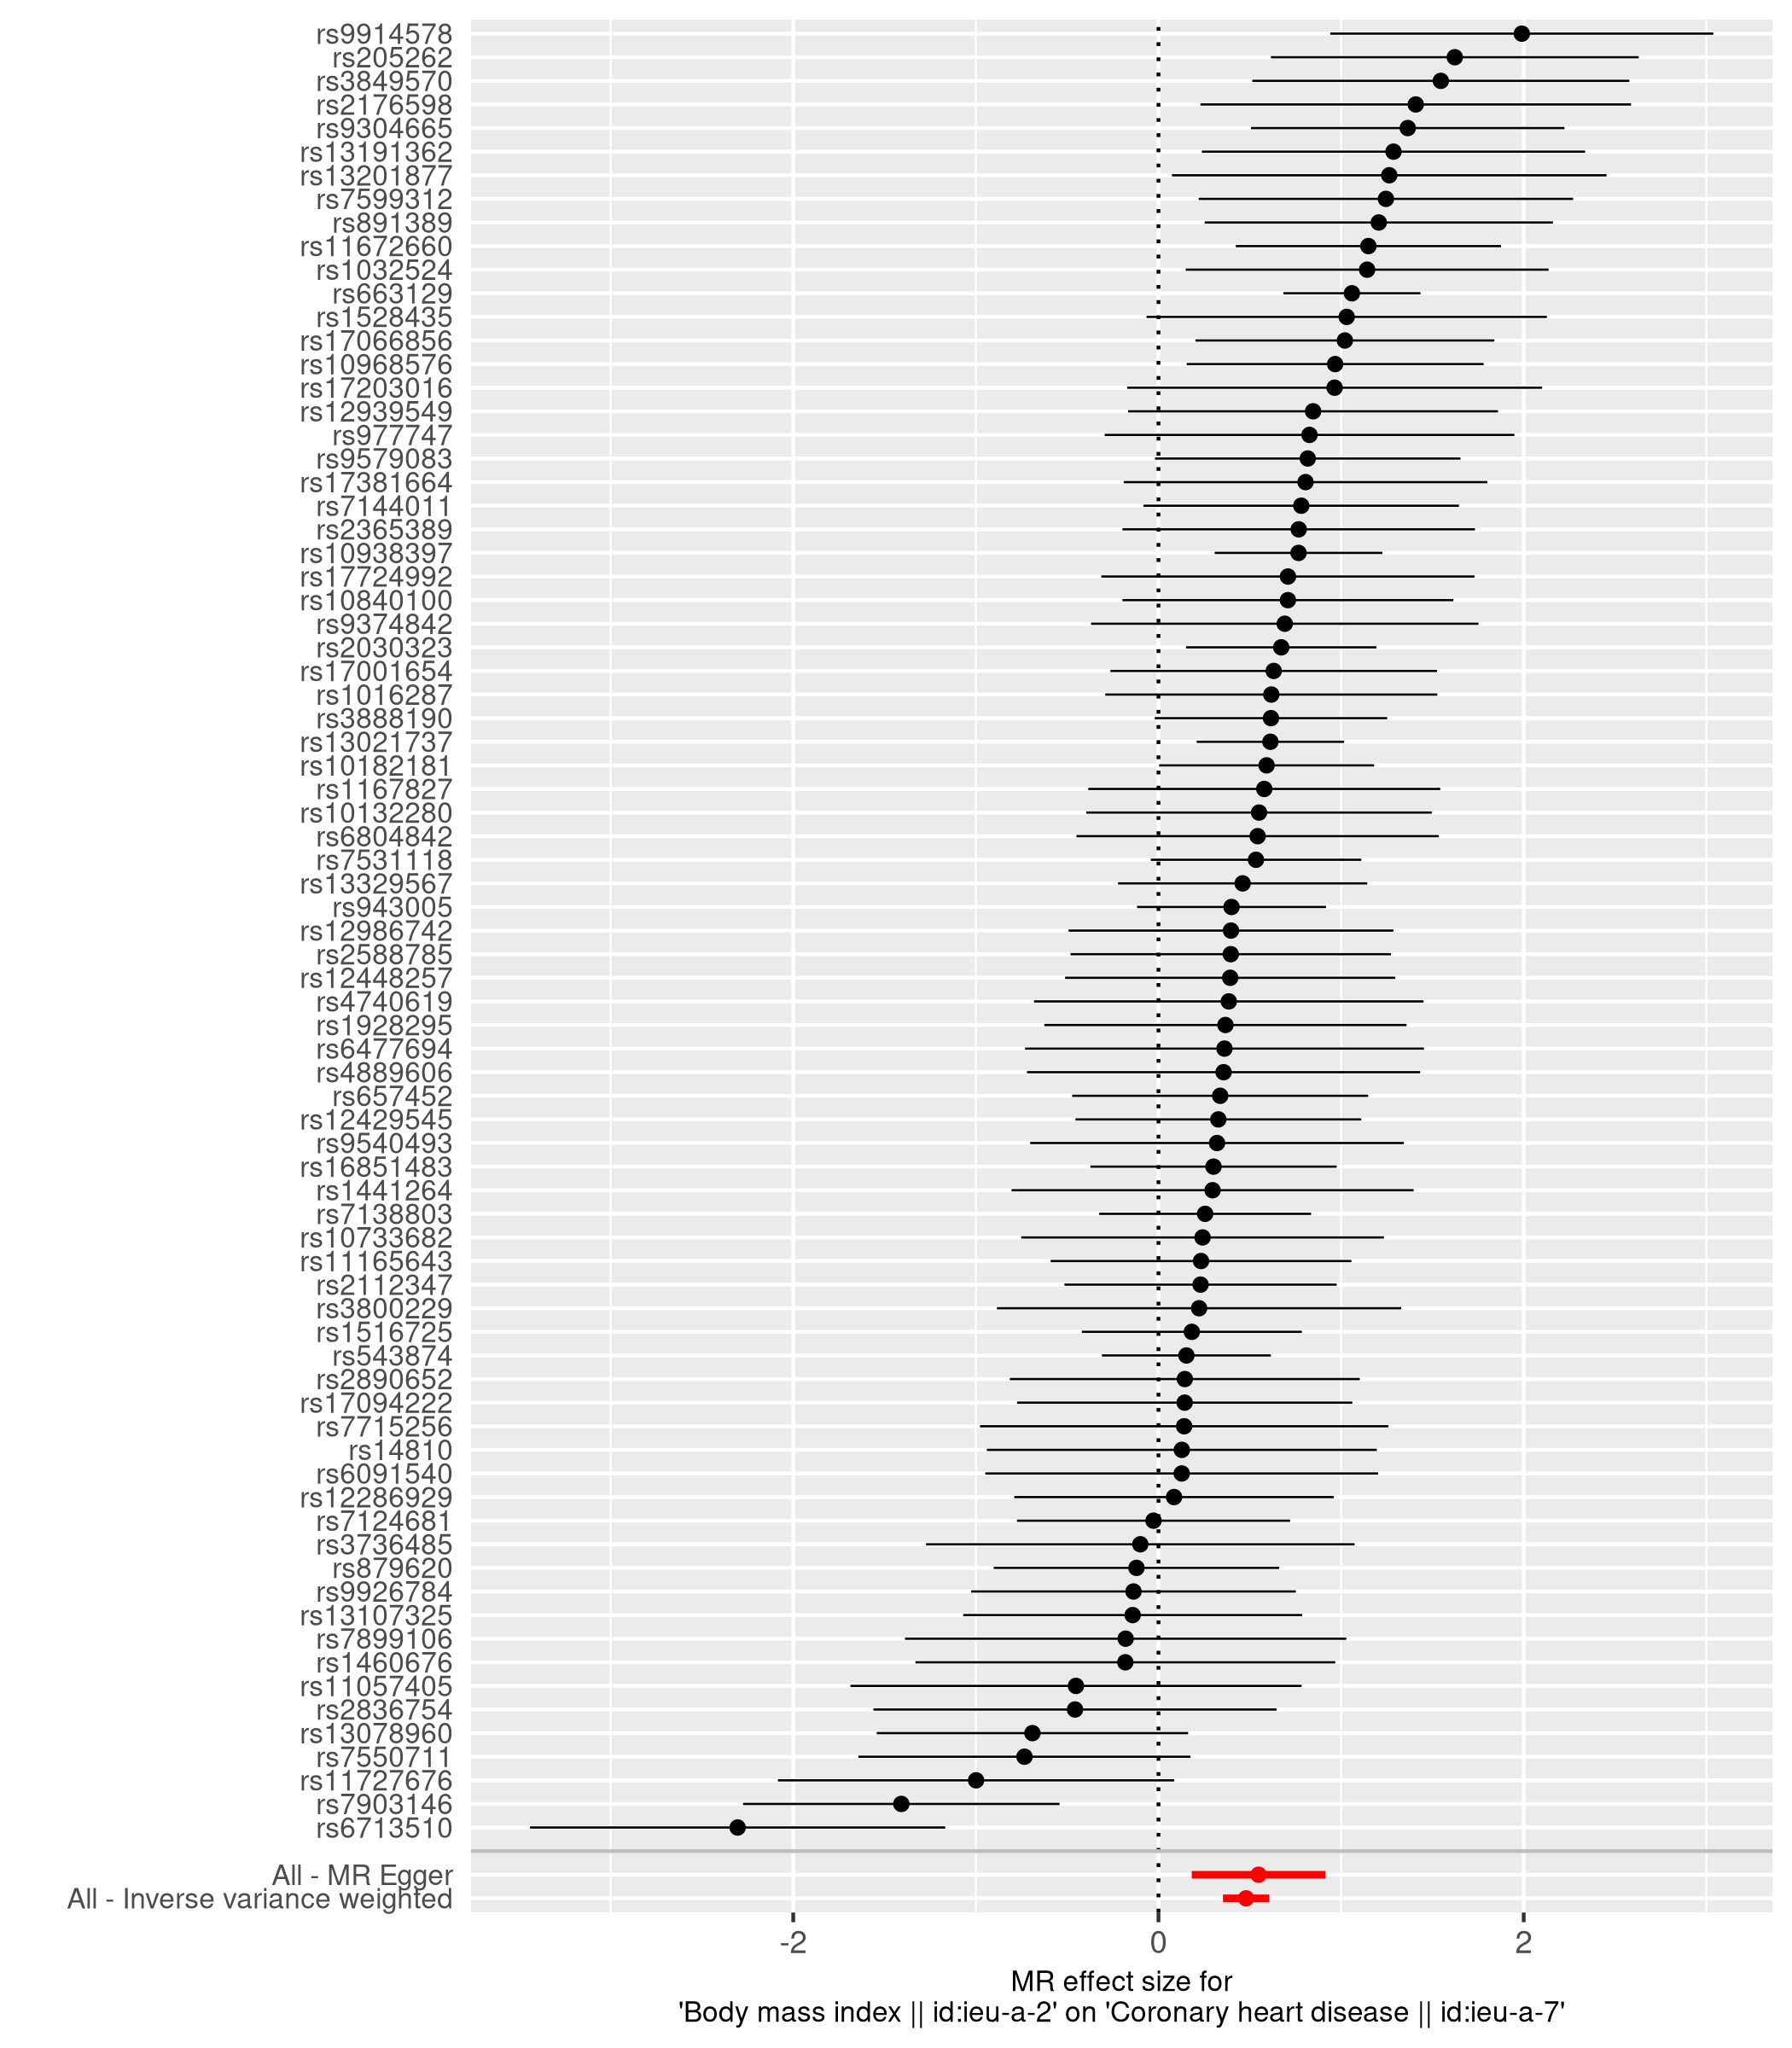 rs9914578
rs205262
rs3849570
rs2176598
rs9304665
rs13191362
rs13201877
rs7599312
rs891389
rs11672660
rs1032524
rs663129
rs1528435
rs17066856
rs10968576
rs17203016
rs12939549
rs977747
rs9579083
rs17381664
rs7144011
rs2365389
rs10938397
rs17724992
rs10840100
rs9374842
rs2030323
rs17001654
rs1016287
rs3888190
rs13021737
rs10182181
rs1167827
rs10132280
rs6804842
rs7531118
rs13329567
rs943005
rs12986742
rs2588785
rs12448257
rs4740619
rs1928295
rs6477694
rs4889606
rs657452
rs12429545
rs9540493
rs16851483
rs1441264
rs7138803
rs10733682
rs11165643
rs2112347
rs3800229
rs1516725
rs543874
rs2890652
rs17094222
rs7715256
rs14810
rs6091540
rs12286929
rs7124681
rs3736485
rs879620
rs9926784
rs13107325
rs7899106
rs1460676
rs11057405
rs2836754
rs13078960
rs7550711
rs11727676
rs7903146
rs6713510
All - MR Egger
All - Inverse variance weighted
-2 0 2
MR effect size for
'Body mass index || id:ieu-a-2' on 'Coronary heart disease || id:ieu-a-7'